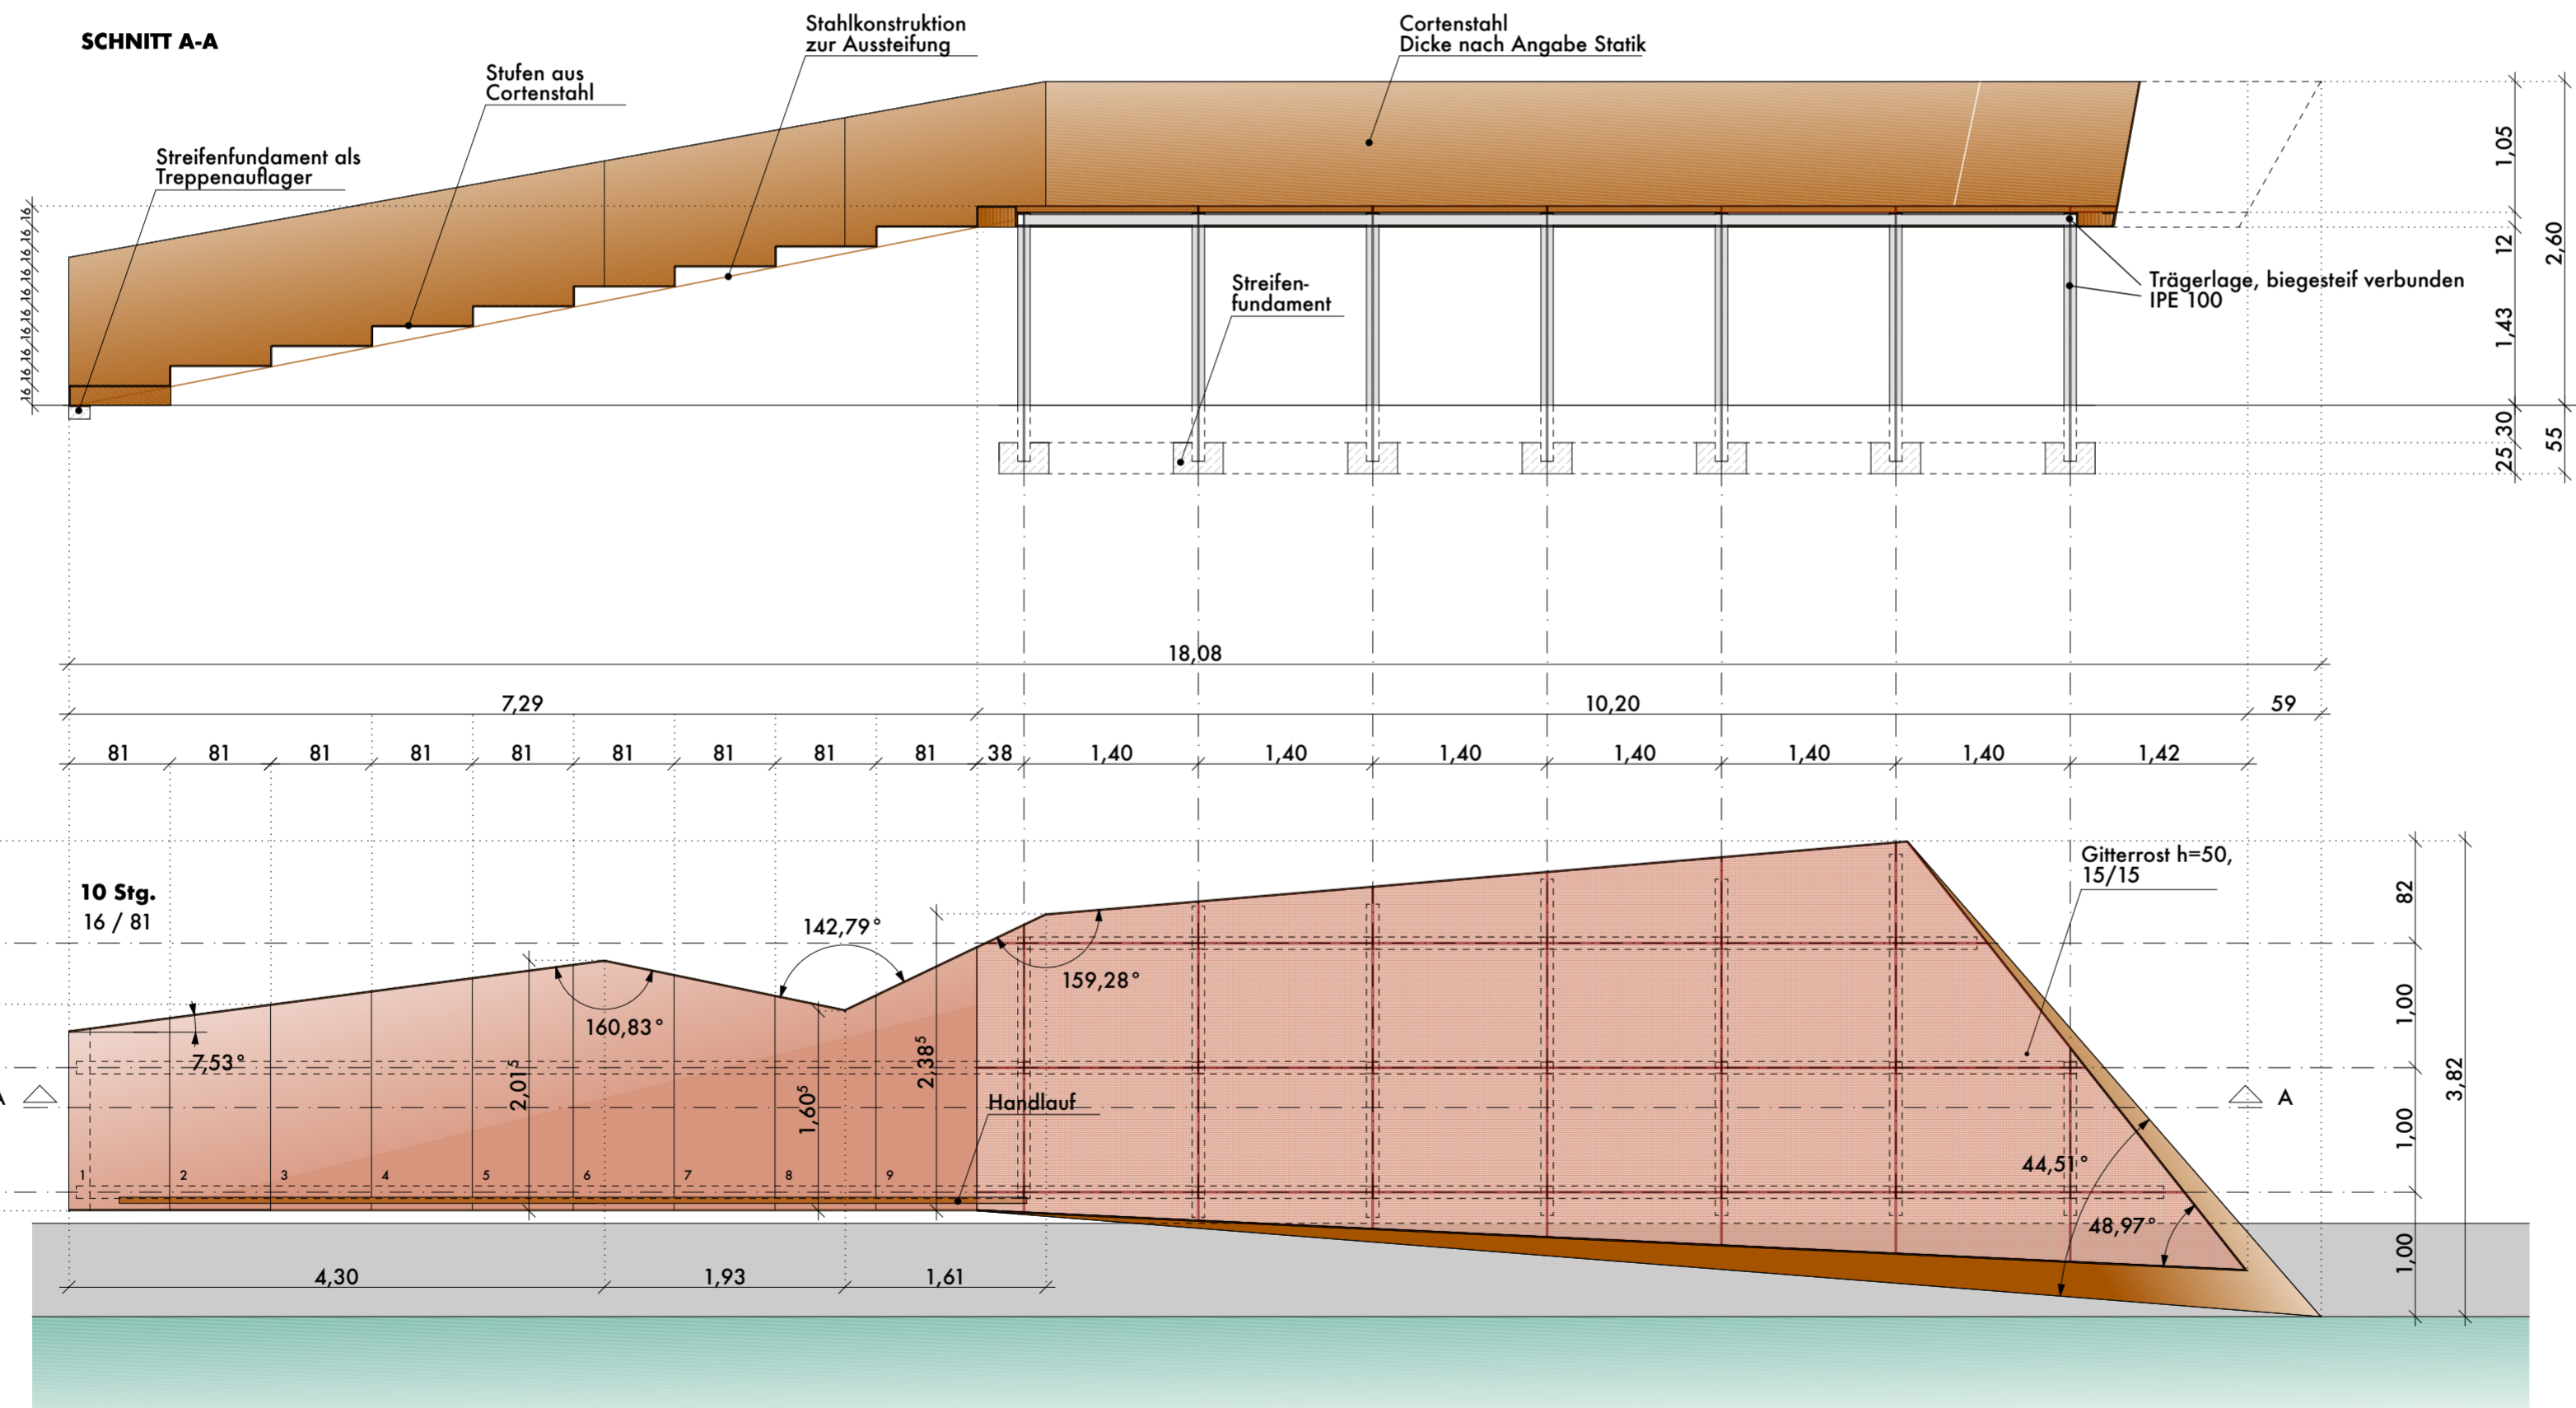 SCHNITT A-A
Stahlkonstruktion
zur Aussteifung
Cortenstahl
Dicke nach Angabe Statik
Stufen aus
Cortenstahl
Streifenfundament als
Treppenauflager
16 16 16 16 16 16 16 16 16 16
1,05
12
2,60
1,43
30
25
55
Streifen-
fundament
Trägerlage, biegesteif verbunden
IPE 100
18,08
7,29 10,20 59
81 81 81 81 81 81 81 81 81 38 1,40 1,40 1,40 1,40 1,40 1,40 1,42
10 Stg.
16 / 81
142,79°
159,28°
160,83°
7,53°
2,01⁵
1,60⁵
2,38⁵
Handlauf
Gitterrost h=50,
15/15
82
1,00
1,00
1,00
3,82
A
A
44,51°
48,97°
1 2 3 4 5 6 7 8 9
4,30 1,93 1,61